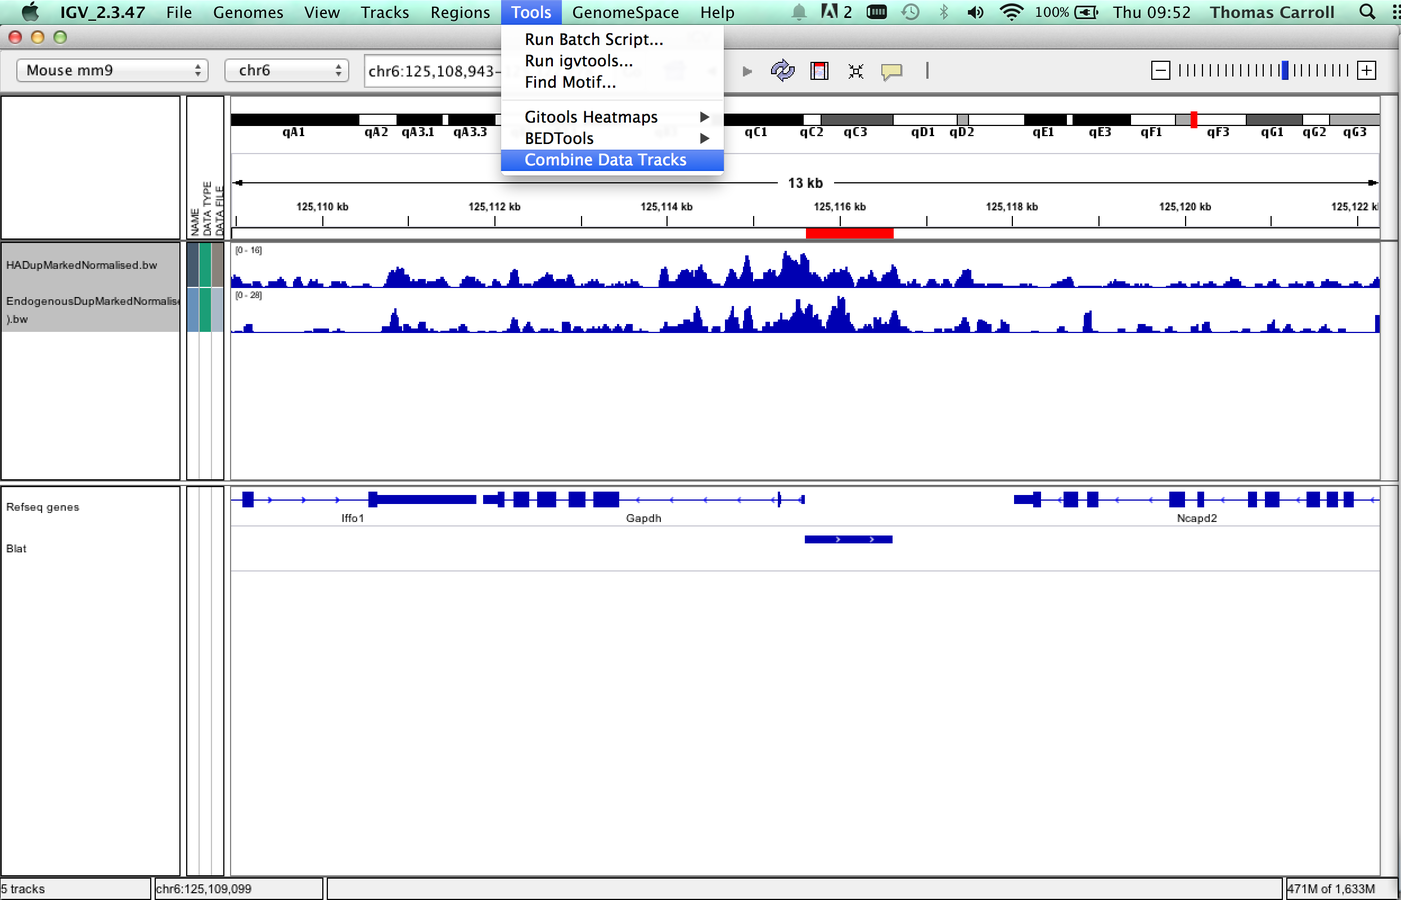 IGV_2.3.47 File Genomes View Tracks Regions Tools GenomeSpace Help 2 100% Thu 09:52 Thomas Carroll
Run Batch Script...
Run igvtools...
Find Motif...
Gitools Heatmaps
BEDTools
Combine Data Tracks
Mouse mm9 chr6 chr6:125,108,943-
qA1 qA2 qA3.1 qA3.3 qC1 qC2 qC3 qD1 qD2 qE1 qE3 qF1 qF3 qG1 qG2 qG3
13 kb
NAME
DATA TYPE
DATA FILE
125,110 kb 125,112 kb 125,114 kb 125,116 kb 125,118 kb 125,120 kb 125,122 k
HADupMarkedNormalised.bw
[0 - 16]
EndogenousDupMarkedNormalise
).bw
[0 - 28]
Refseq genes
Iffo1 Gapdh Ncapd2
Blat
5 tracks chr6:125,109,099 471M of 1,633M